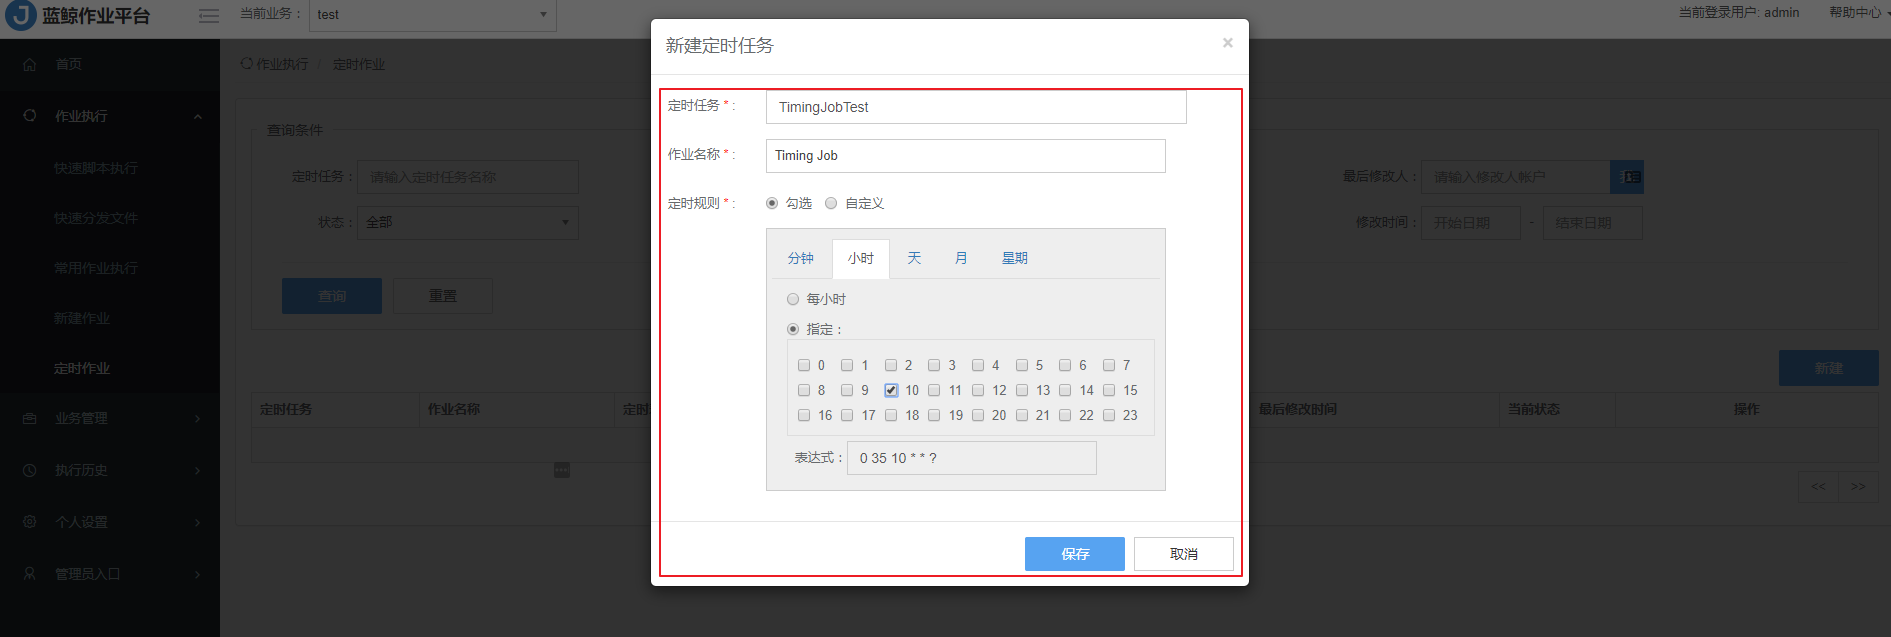 蓝鲸作业平台
当前业务： test
当前登录用户: admin 帮助中心
首页
作业执行
快速脚本执行
快速分发文件
常用作业执行
新建作业
定时作业
业务管理
执行历史
个人设置
管理员入口
作业执行 / 定时作业
查询条件
定时任务： 请输入定时任务名称
最后修改人： 请输入修改人帐户
状态： 全部
修改时间： 开始日期 - 结束日期
查询 重置
新建
定时任务 作业名称 最后修改时间 当前状态 操作
<< >>
新建定时任务 ×
定时任务 *： TimingJobTest
作业名称 *： Timing Job
定时规则 *： 勾选 自定义
分钟 小时 天 月 星期
每小时
指定：
0 1 2 3 4 5 6 7
8 9 10 11 12 13 14 15
16 17 18 19 20 21 22 23
表达式： 0 35 10 * * ?
保存 取消